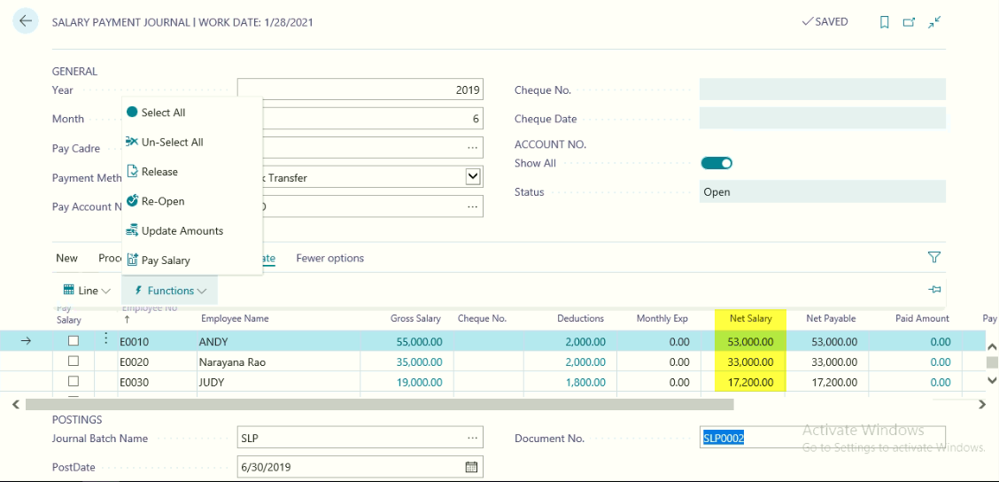 SALARY PAYMENT JOURNAL | WORK DATE: 1/28/2021
SAVED
GENERAL
Year 2019
Cheque No.
Month 6
Cheque Date
Pay Cadre ...
ACCOUNT NO.
Show All
Payment Meth
Transfer
Status Open
Pay Account N ...
Select All
Un-Select All
Release
Re-Open
Update Amounts
Pay Salary
New Proc ate Fewer options
Line Functions
Pay Salary Employee No ↑ Employee Name Gross Salary Cheque No. Deductions Monthly Exp Net Salary Net Payable Paid Amount Pay
→ E0010 ANDY 55,000.00 2,000.00 0.00 53,000.00 53,000.00 0.00
E0020 Narayana Rao 35,000.00 2,000.00 0.00 33,000.00 33,000.00 0.00
E0030 JUDY 19,000.00 1,800.00 0.00 17,200.00 17,200.00 0.00
POSTINGS
Journal Batch Name SLP ...
Document No. SLP0002
PostDate 6/30/2019
Activate Windows
Go to Settings to activate Windows.